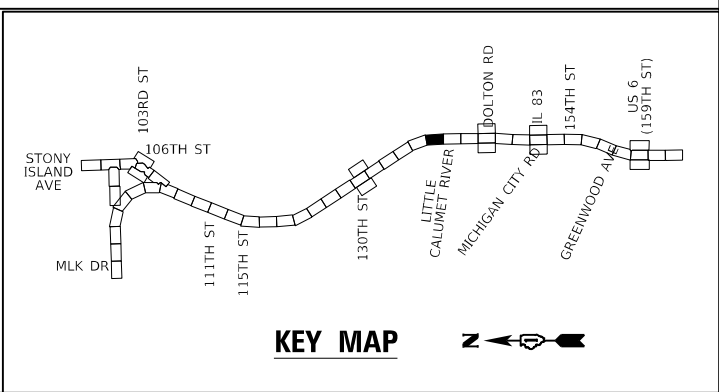 103RD ST
106TH ST
STONY
ISLAND
AVE
MLK DR
111TH ST
115TH ST
130TH ST
LITTLE
CALUMET RIVER
DOLTON RD
MICHIGAN CITY RD
IL 83
154TH ST
GREENWOOD AVE
US 6
(159TH ST)
KEY MAP
N